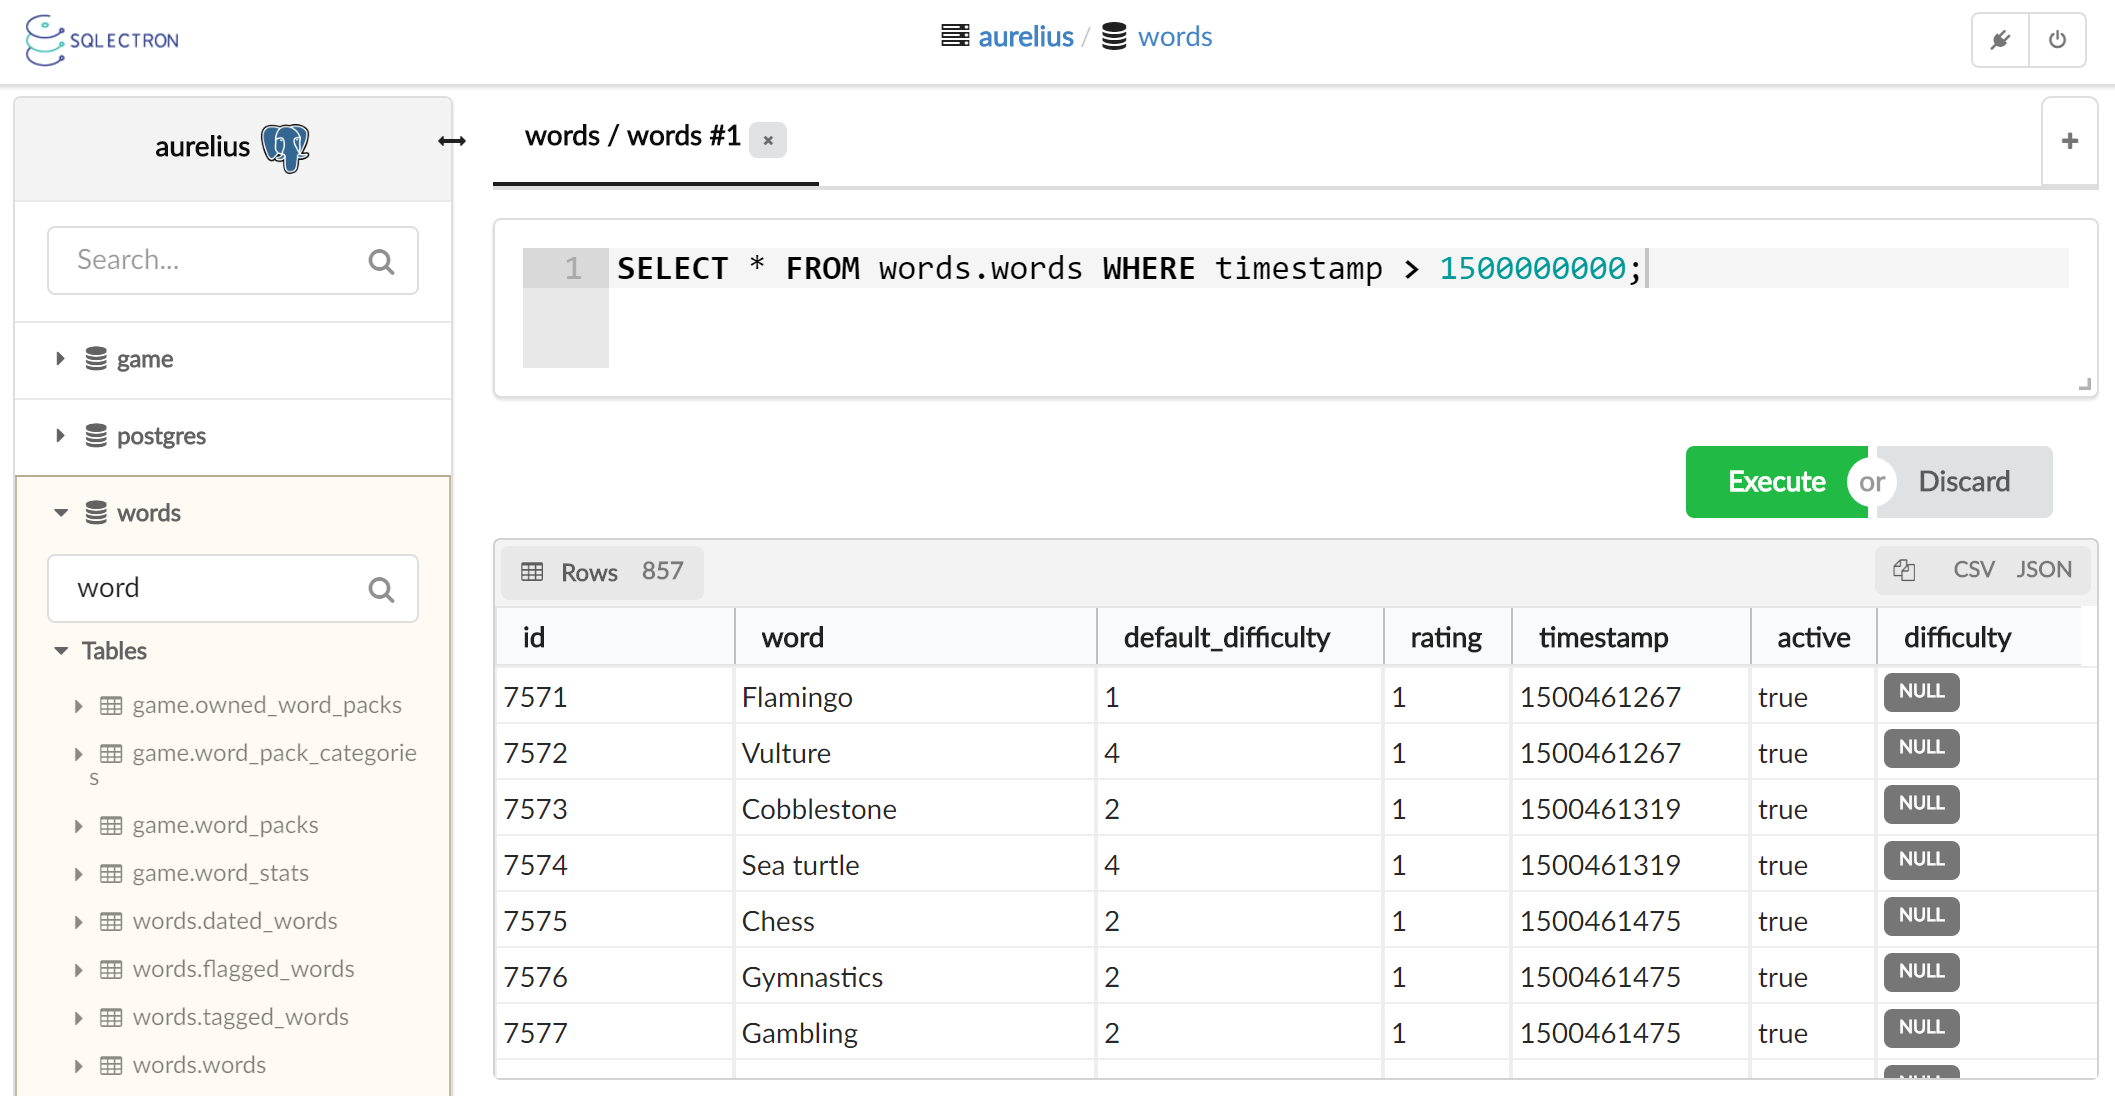 SQLECTRON
aurelius / words
aurelius
Search...
game
postgres
words
word
Tables
game.owned_word_packs
game.word_pack_categorie
s
game.word_packs
game.word_stats
words.dated_words
words.flagged_words
words.tagged_words
words.words
words / words #1 ×
+
1 SELECT * FROM words.words WHERE timestamp > 1500000000;
Execute or Discard
Rows 857 CSV JSON
id word default_difficulty rating timestamp active difficulty
7571 Flamingo 1 1 1500461267 true NULL
7572 Vulture 4 1 1500461267 true NULL
7573 Cobblestone 2 1 1500461319 true NULL
7574 Sea turtle 4 1 1500461319 true NULL
7575 Chess 2 1 1500461475 true NULL
7576 Gymnastics 2 1 1500461475 true NULL
7577 Gambling 2 1 1500461475 true NULL